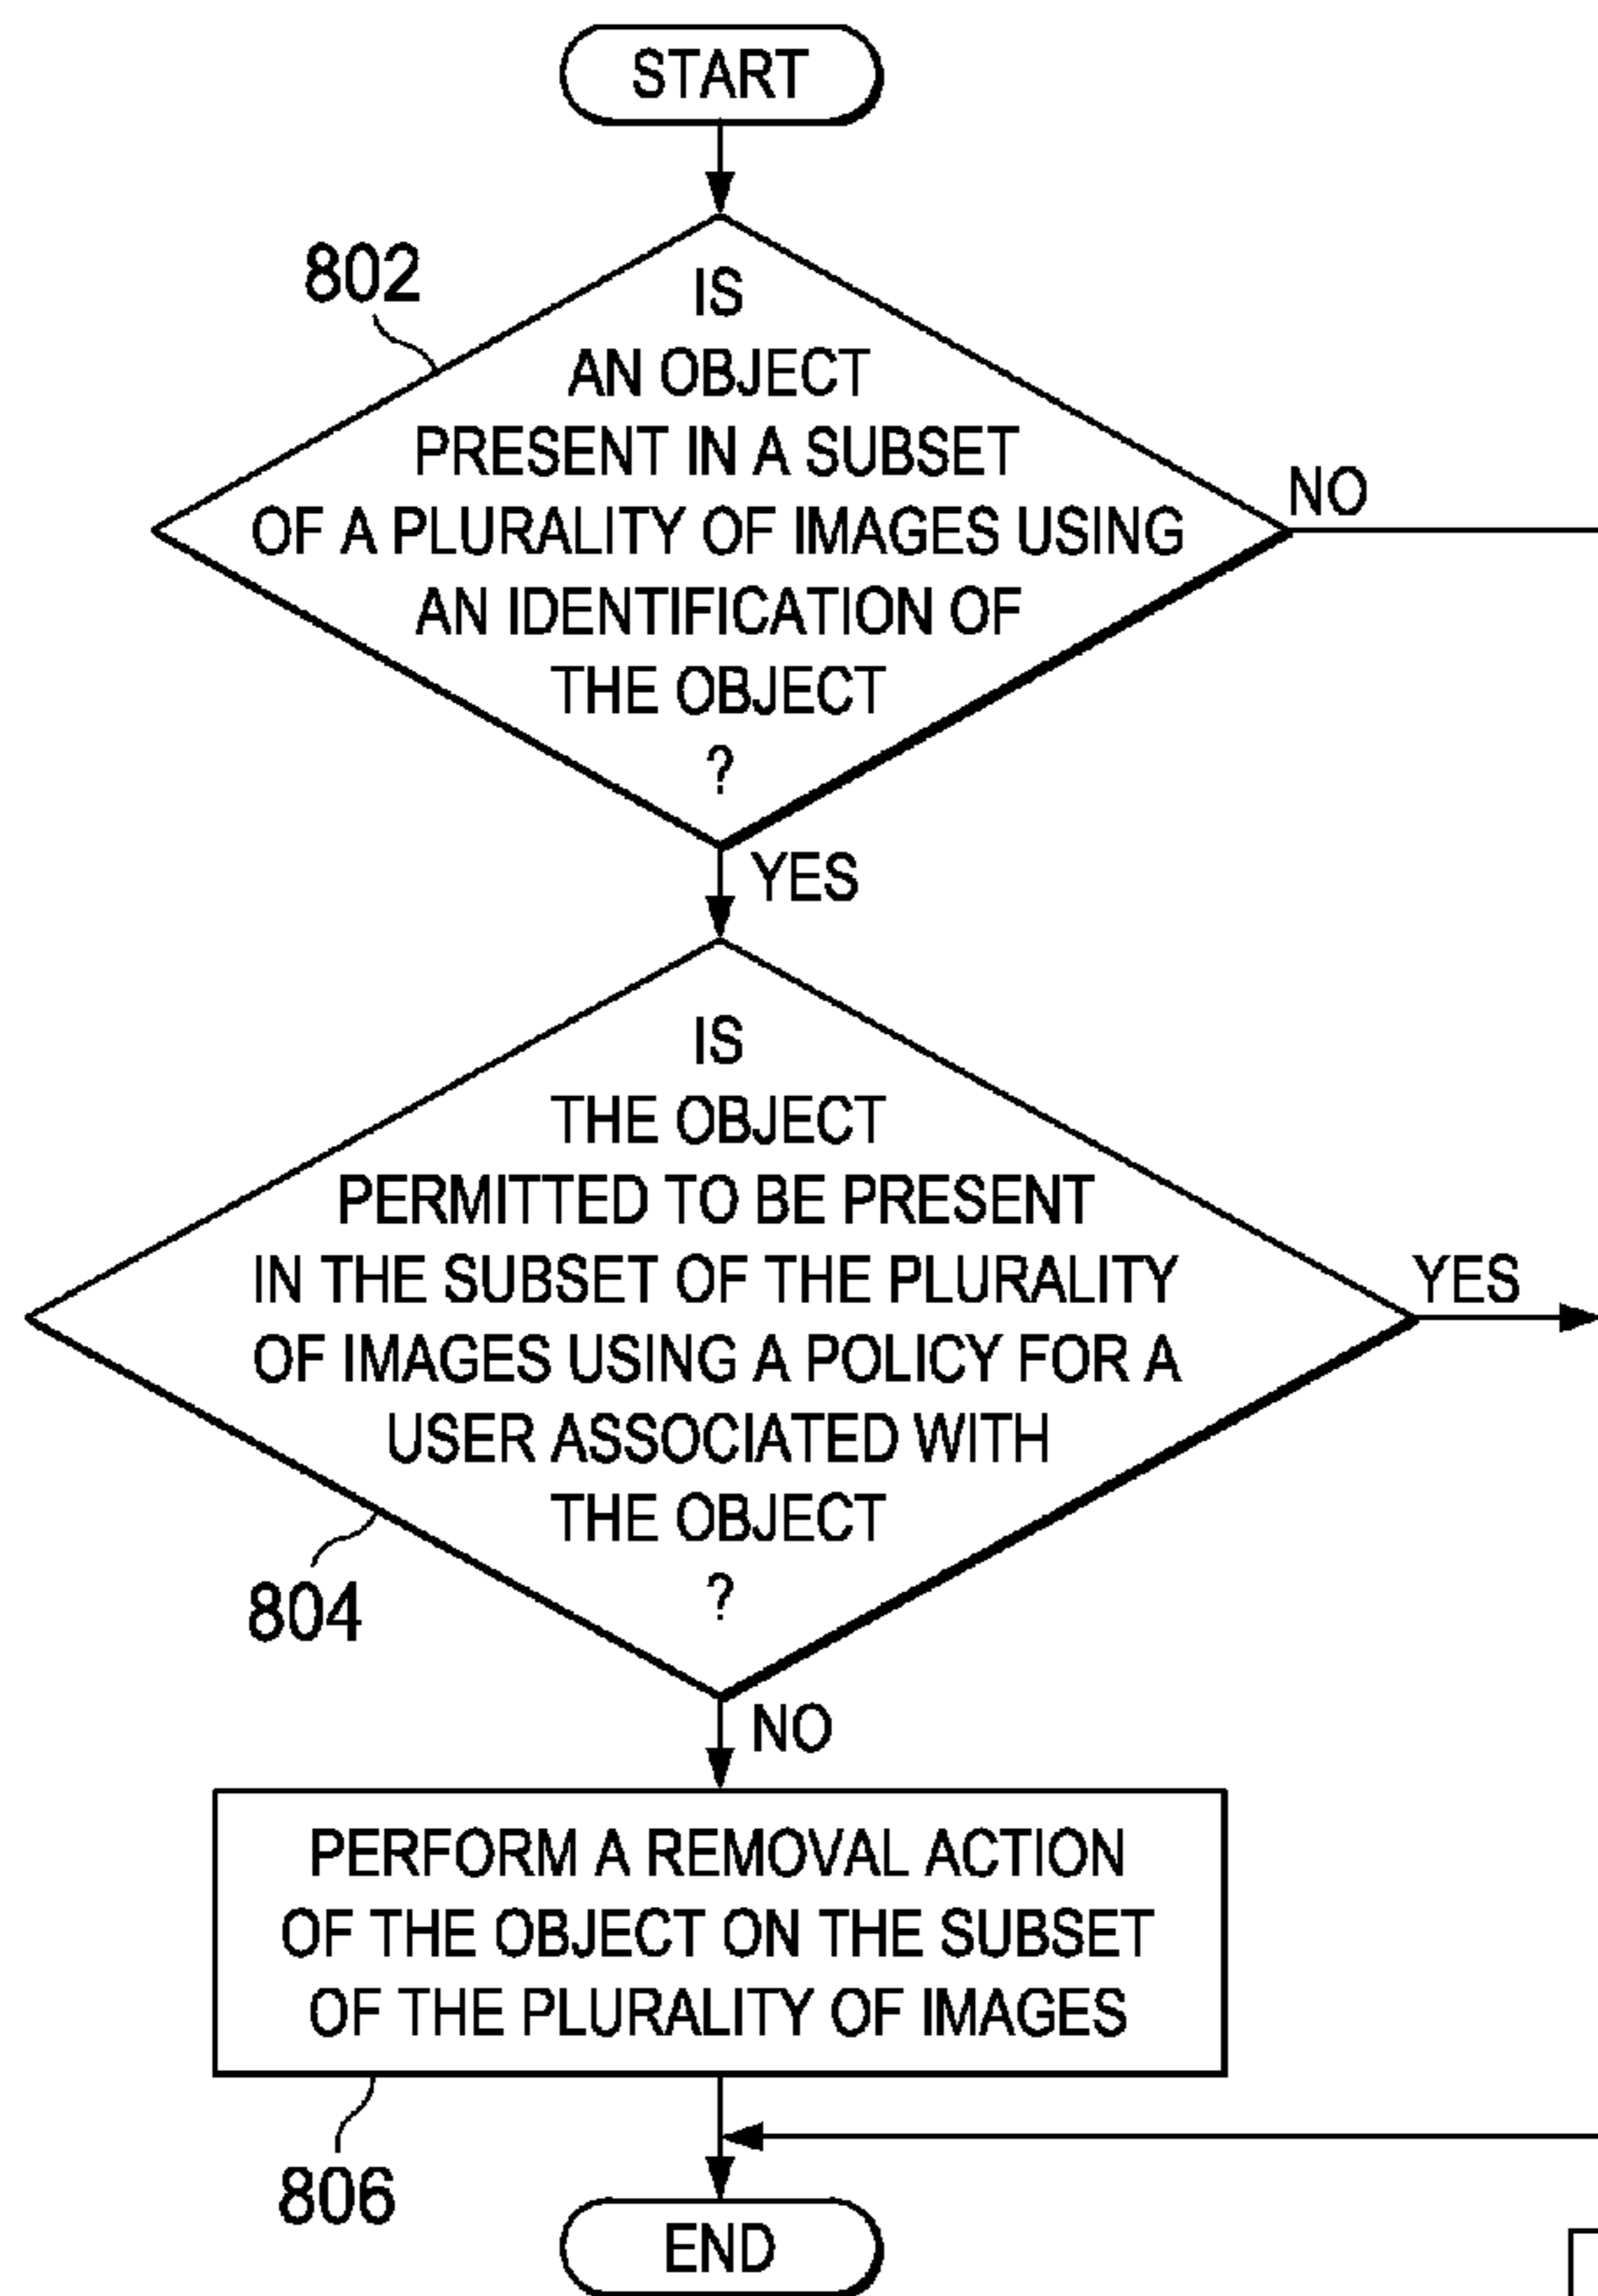 START
802
IS
AN OBJECT
PRESENT IN A SUBSET
OF A PLURALITY OF IMAGES USING
AN IDENTIFICATION OF
THE OBJECT
?
NO
YES
IS
THE OBJECT
PERMITTED TO BE PRESENT
IN THE SUBSET OF THE PLURALITY
OF IMAGES USING A POLICY FOR A
USER ASSOCIATED WITH
THE OBJECT
?
YES
804
NO
PERFORM A REMOVAL ACTION
OF THE OBJECT ON THE SUBSET
OF THE PLURALITY OF IMAGES
806
END